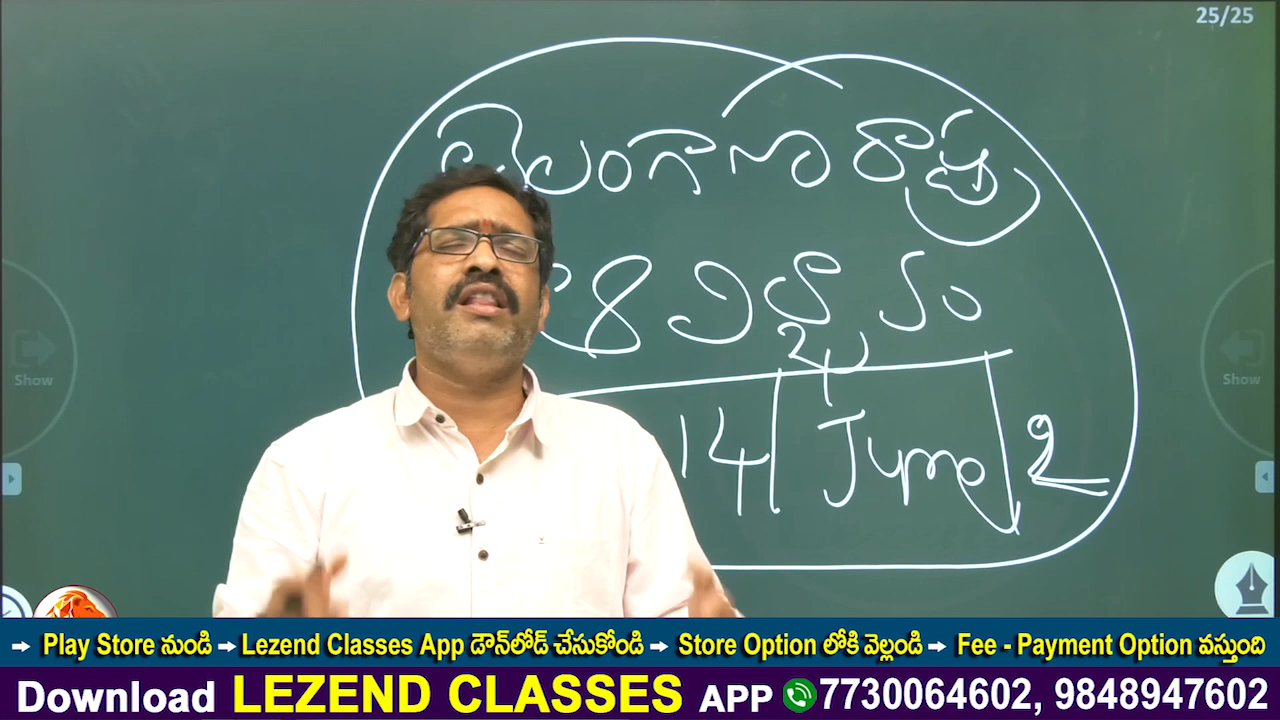 25/25
తెలంగాణ రాష్ట్ర
ఆవిర్భావం
14 | June | 2
Show
Show
→ Play Store నుండి → Lezend Classes App డౌన్‌లోడ్ చేసుకోండి → Store Option లోకి వెల్లండి → Fee - Payment Option వస్తుంది
Download LEZEND CLASSES APP 7730064602, 9848947602